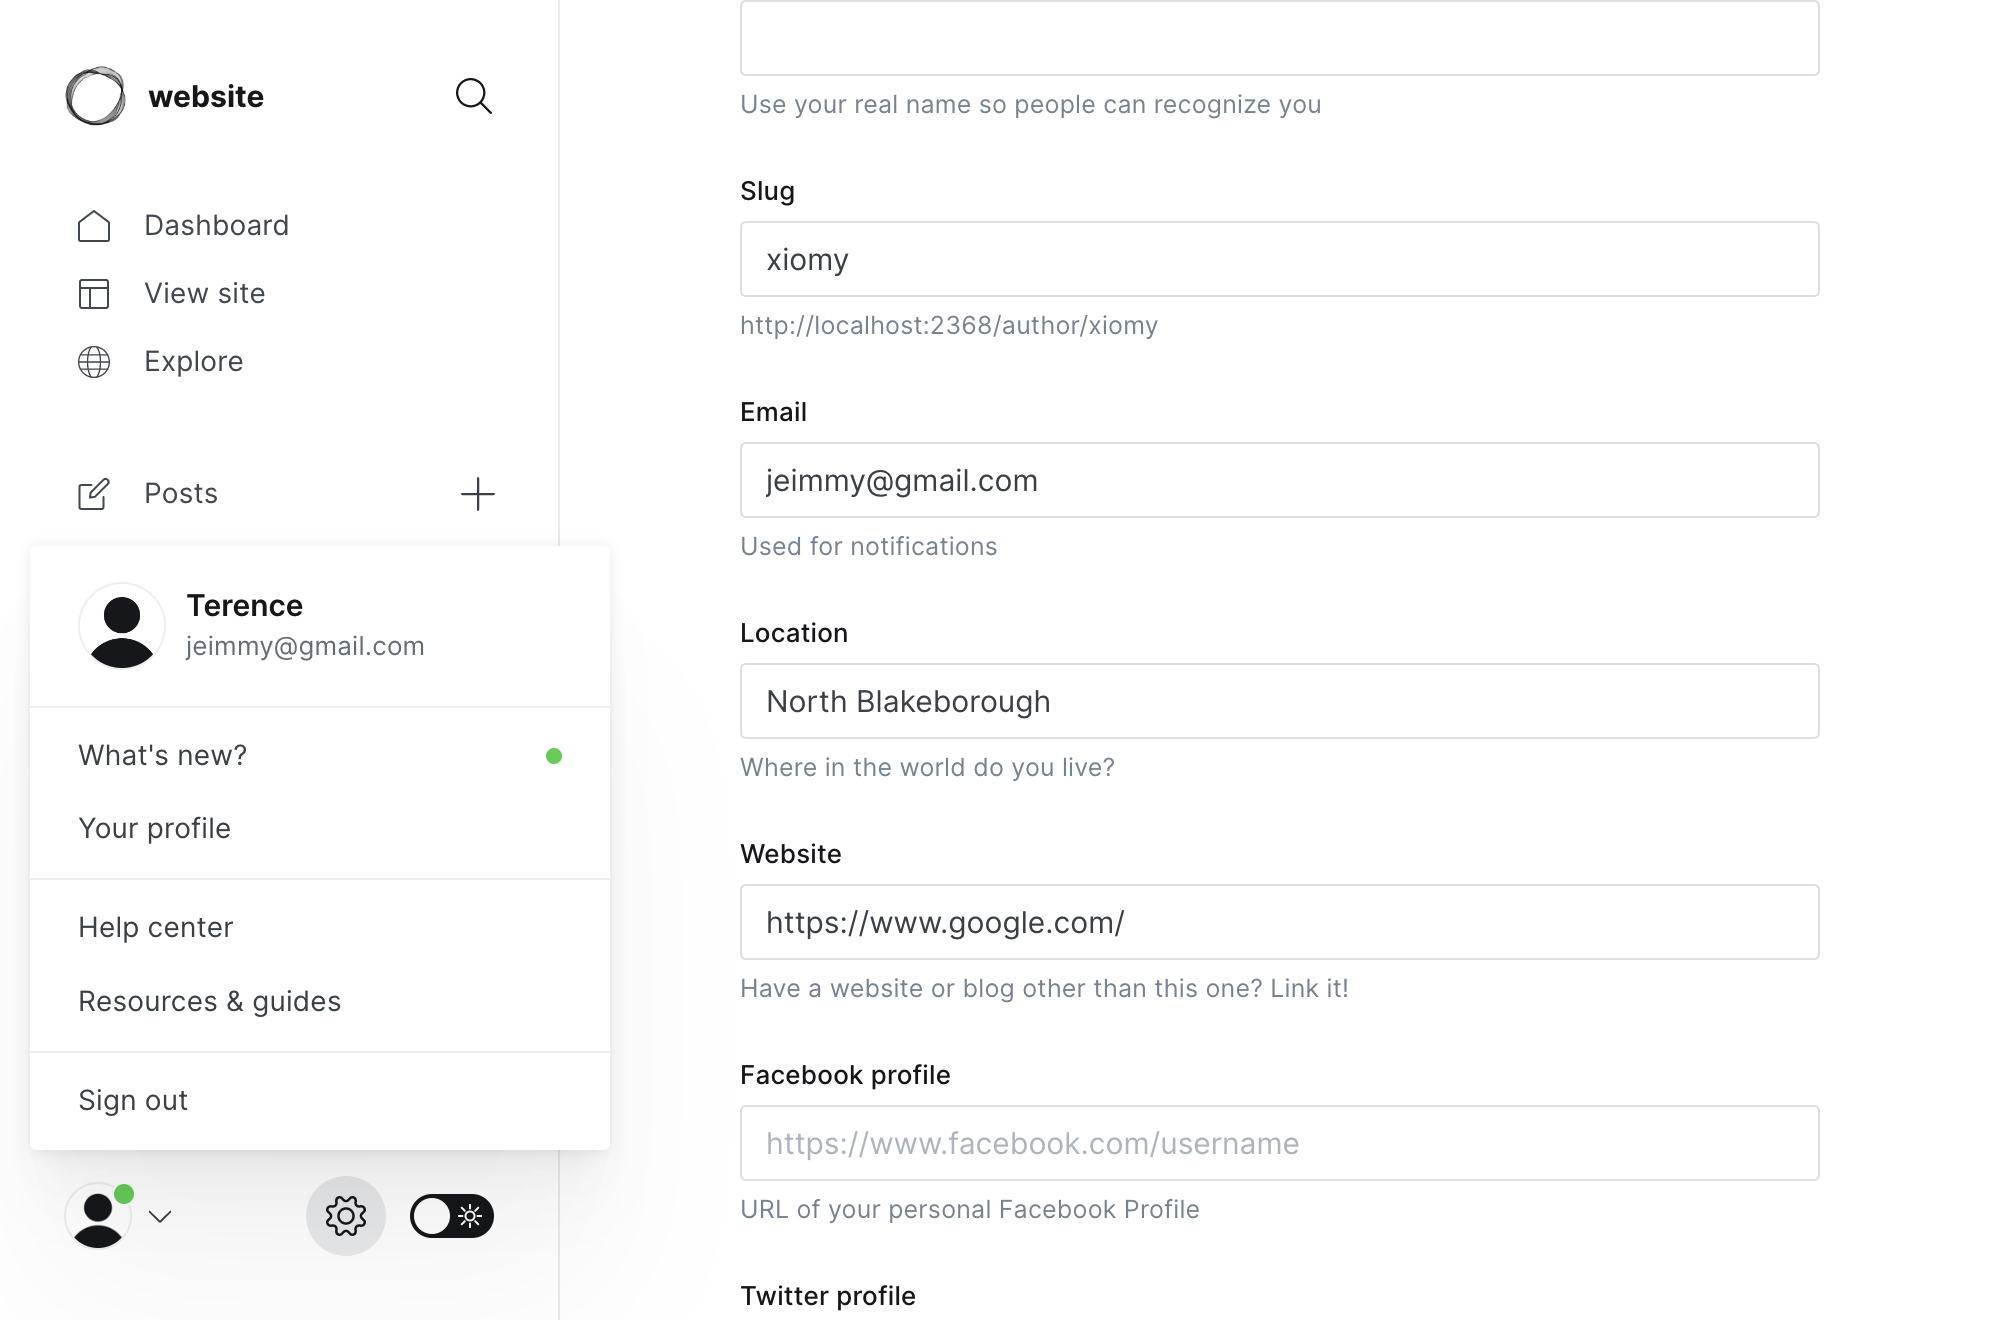 website
Dashboard
View site
Explore
Posts
Terence
jeimmy@gmail.com
What's new?
Your profile
Help center
Resources & guides
Sign out
Use your real name so people can recognize you
Slug
xiomy
http://localhost:2368/author/xiomy
Email
jeimmy@gmail.com
Used for notifications
Location
North Blakeborough
Where in the world do you live?
Website
https://www.google.com/
Have a website or blog other than this one? Link it!
Facebook profile
https://www.facebook.com/username
URL of your personal Facebook Profile
Twitter profile